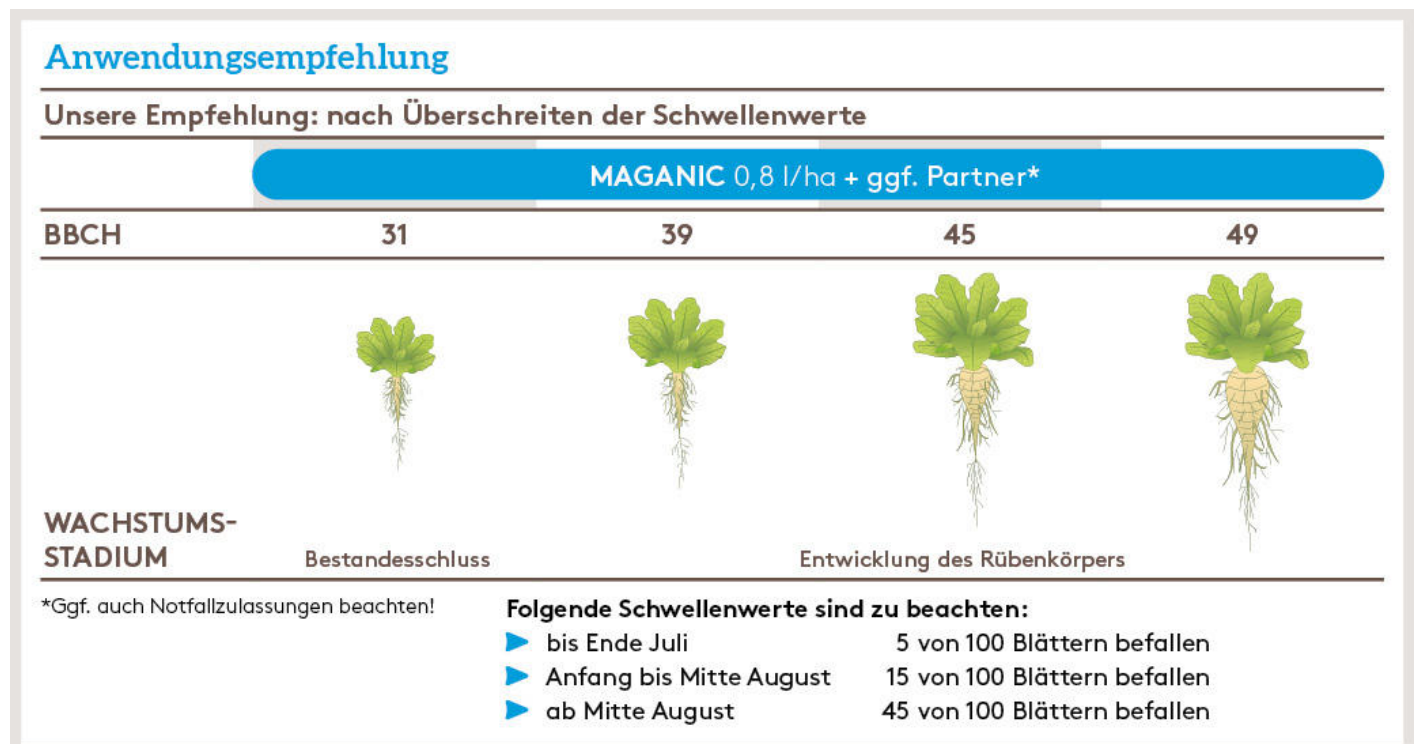 Anwendungsempfehlung
Unsere Empfehlung: nach Überschreiten der Schwellenwerte
MAGANIC 0,8 l/ha + ggf. Partner*
BBCH 31 39 45 49
WACHSTUMS-
STADIUM Bestandesschluss Entwicklung des Rübenkörpers
*Ggf. auch Notfallzulassungen beachten!
Folgende Schwellenwerte sind zu beachten:
bis Ende Juli 5 von 100 Blättern befallen
Anfang bis Mitte August 15 von 100 Blättern befallen
ab Mitte August 45 von 100 Blättern befallen